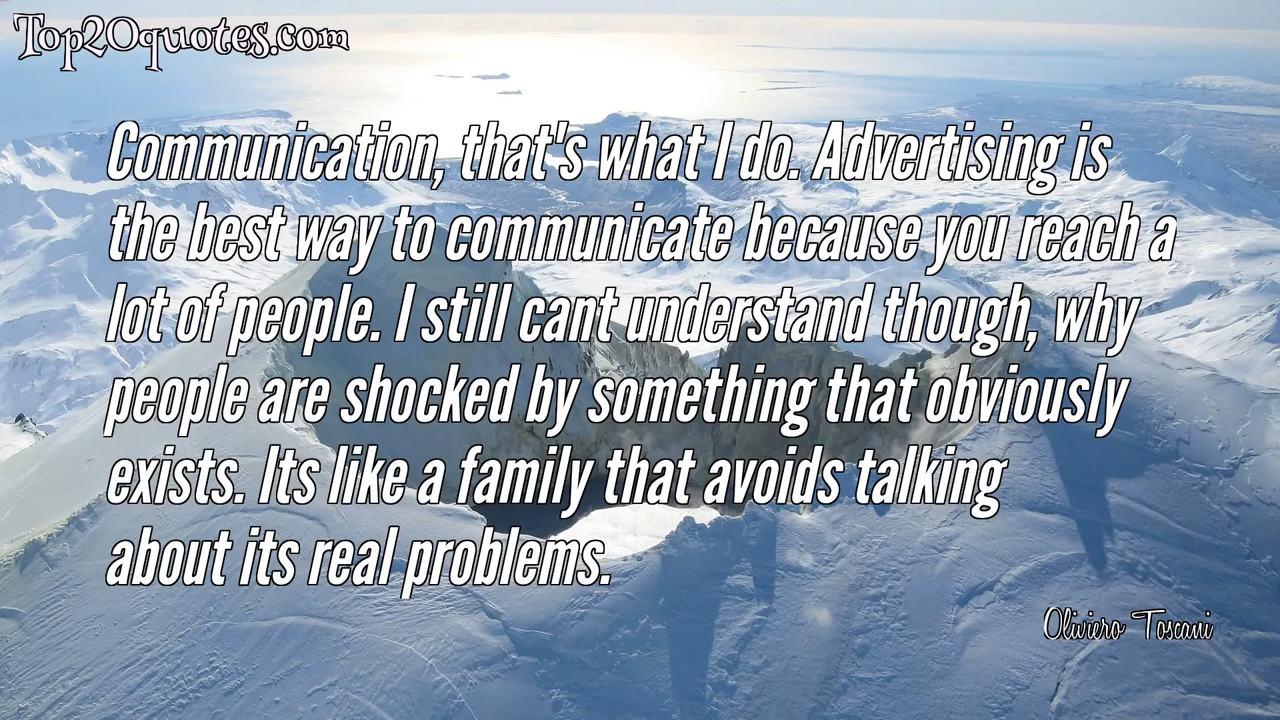 Top20quotes.com
Communication, that's what I do. Advertising is
the best way to communicate because you reach a
lot of people. I still cant understand though, why
people are shocked by something that obviously
exists. Its like a family that avoids talking
about its real problems.
Oliviero Toscani